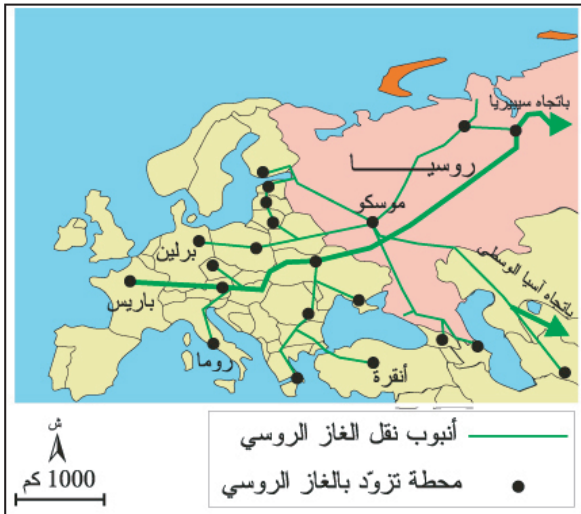 باتجاه سيبيريا
روسيـــــــا
موسكو
برلين
باتجاه آسيا الوسطى
باريس
روما
أنقرة
ش
1000 كم
أنبوب نقل الغاز الروسي
محطة تزوّد بالغاز الروسي